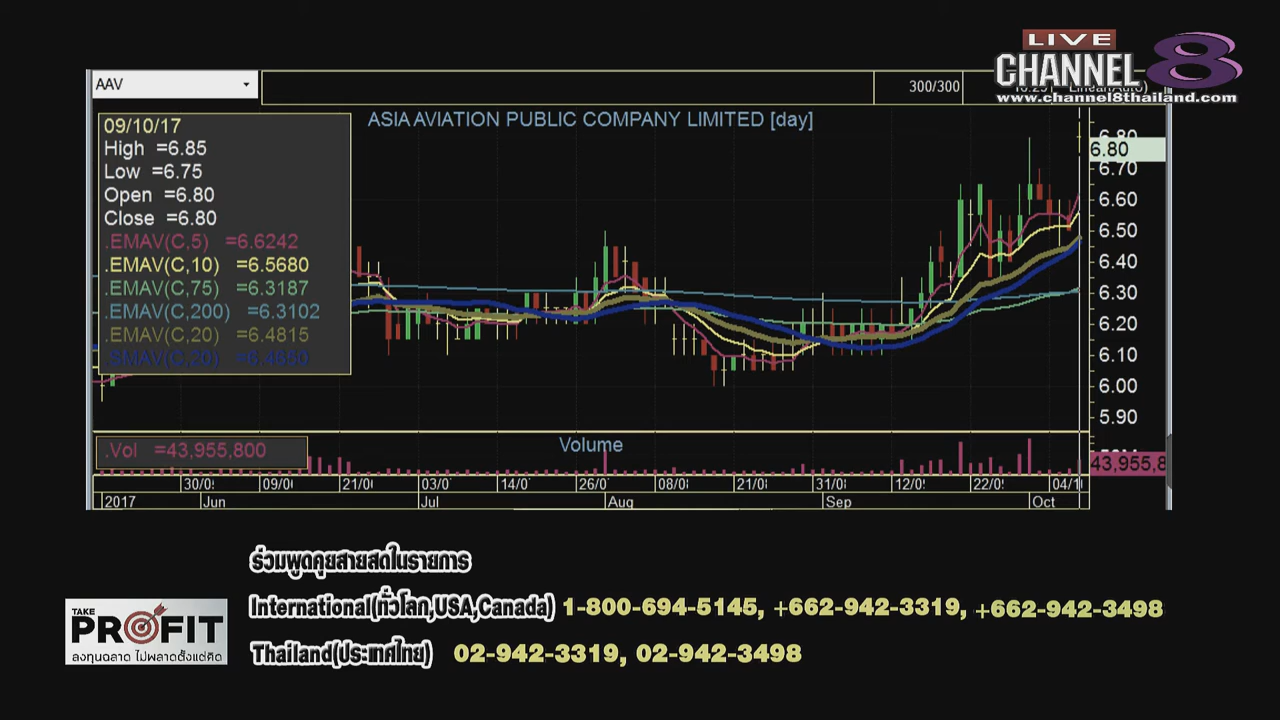 LIVE
CHANNEL 8
www.channel8thailand.com
AAV
300/300
ASIA AVIATION PUBLIC COMPANY LIMITED [day]
09/10/17
High =6.85
Low =6.75
Open =6.80
Close =6.80
.EMAV(C,5) =6.6242
.EMAV(C,10) =6.5680
.EMAV(C,75) =6.3187
.EMAV(C,200) =6.3102
.EMAV(C,20) =6.4815
.SMAV(C,20) =6.4850
6.80
6.80
6.70
6.60
6.50
6.40
6.30
6.20
6.10
6.00
5.90
.Vol =43,955,800
Volume
43,955,8
30/0 09/0 21/0 03/0 14/0 26/0 08/0 21/0 31/0 12/0 22/0 04/1
2017 Jun Jul Aug Sep Oct
ร่วมพูดคุยสายสดในรายการ
International(ทั่วโลก,USA,Canada) 1-800-694-5145, +662-942-3319, +662-942-3498
Thailand(ประเทศไทย) 02-942-3319, 02-942-3498
TAKE
PROFIT
ลงทุนฉลาด ไม่พลาดตั้งแต่คิด